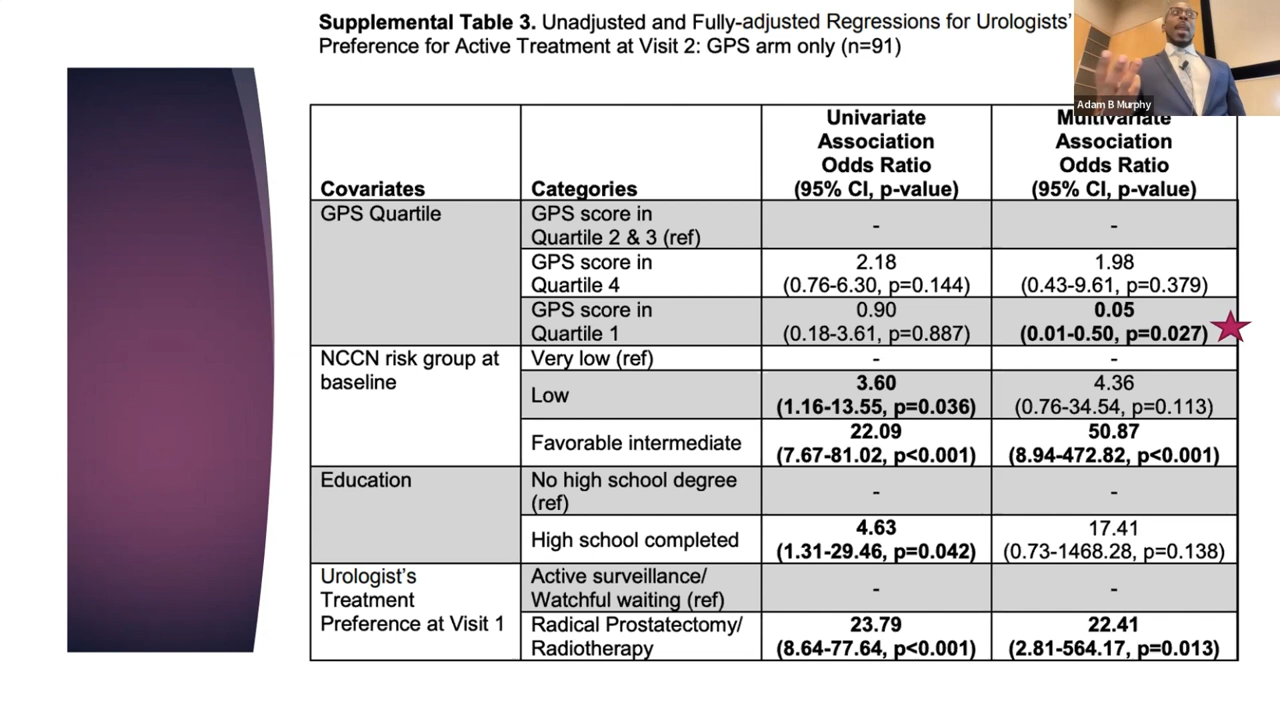 Supplemental Table 3. Unadjusted and Fully-adjusted Regressions for Urologists'
Preference for Active Treatment at Visit 2: GPS arm only (n=91)
Adam B Murphy
Covariates
Categories
Univariate
Association
Odds Ratio
(95% CI, p-value)
Multivariate
Association
Odds Ratio
(95% CI, p-value)
GPS Quartile
GPS score in
Quartile 2 & 3 (ref)
-
-
GPS score in
Quartile 4
2.18
(0.76-6.30, p=0.144)
1.98
(0.43-9.61, p=0.379)
GPS score in
Quartile 1
0.90
(0.18-3.61, p=0.887)
0.05
(0.01-0.50, p=0.027)
NCCN risk group at
baseline
Very low (ref)
-
-
Low
3.60
(1.16-13.55, p=0.036)
4.36
(0.76-34.54, p=0.113)
Favorable intermediate
22.09
(7.67-81.02, p<0.001)
50.87
(8.94-472.82, p<0.001)
Education
No high school degree
(ref)
-
-
High school completed
4.63
(1.31-29.46, p=0.042)
17.41
(0.73-1468.28, p=0.138)
Urologist's
Treatment
Preference at Visit 1
Active surveillance/
Watchful waiting (ref)
-
-
Radical Prostatectomy/
Radiotherapy
23.79
(8.64-77.64, p<0.001)
22.41
(2.81-564.17, p=0.013)